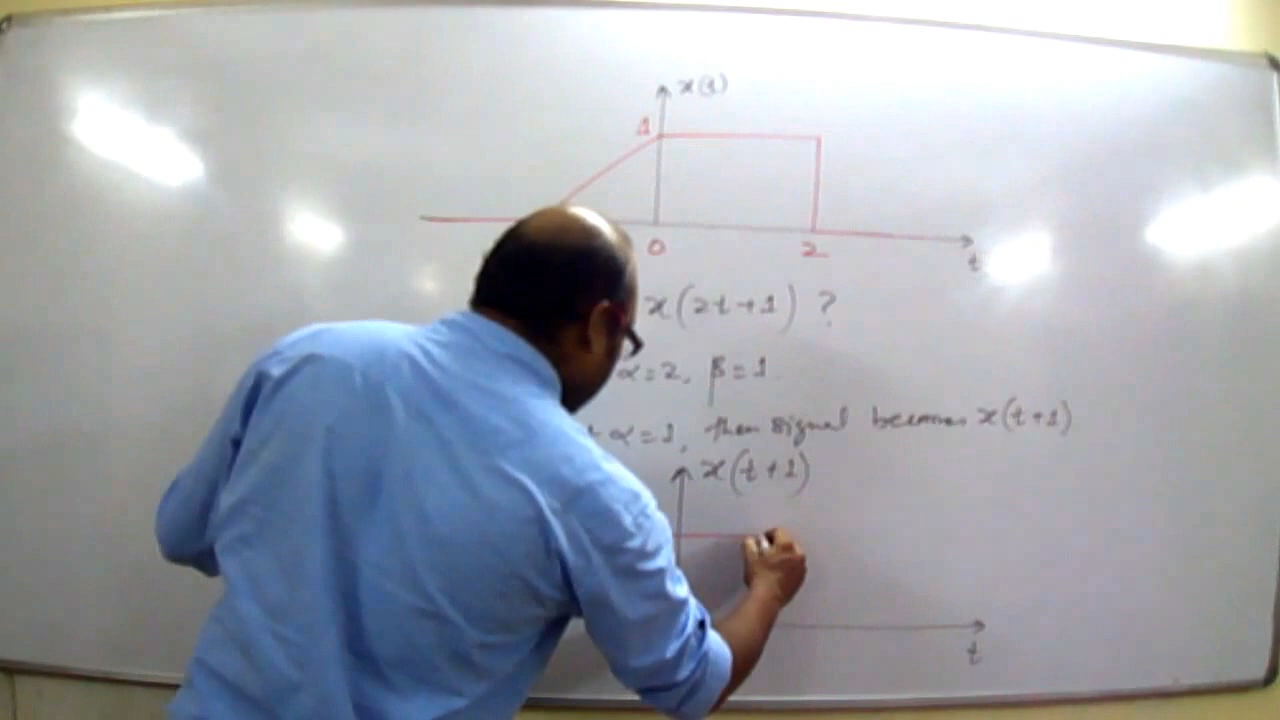 x(t)
1
0 2 t
x(2t+1) ?
α=2, β=1
α=1, then signal becomes x(t+1)
x(t+1)
t